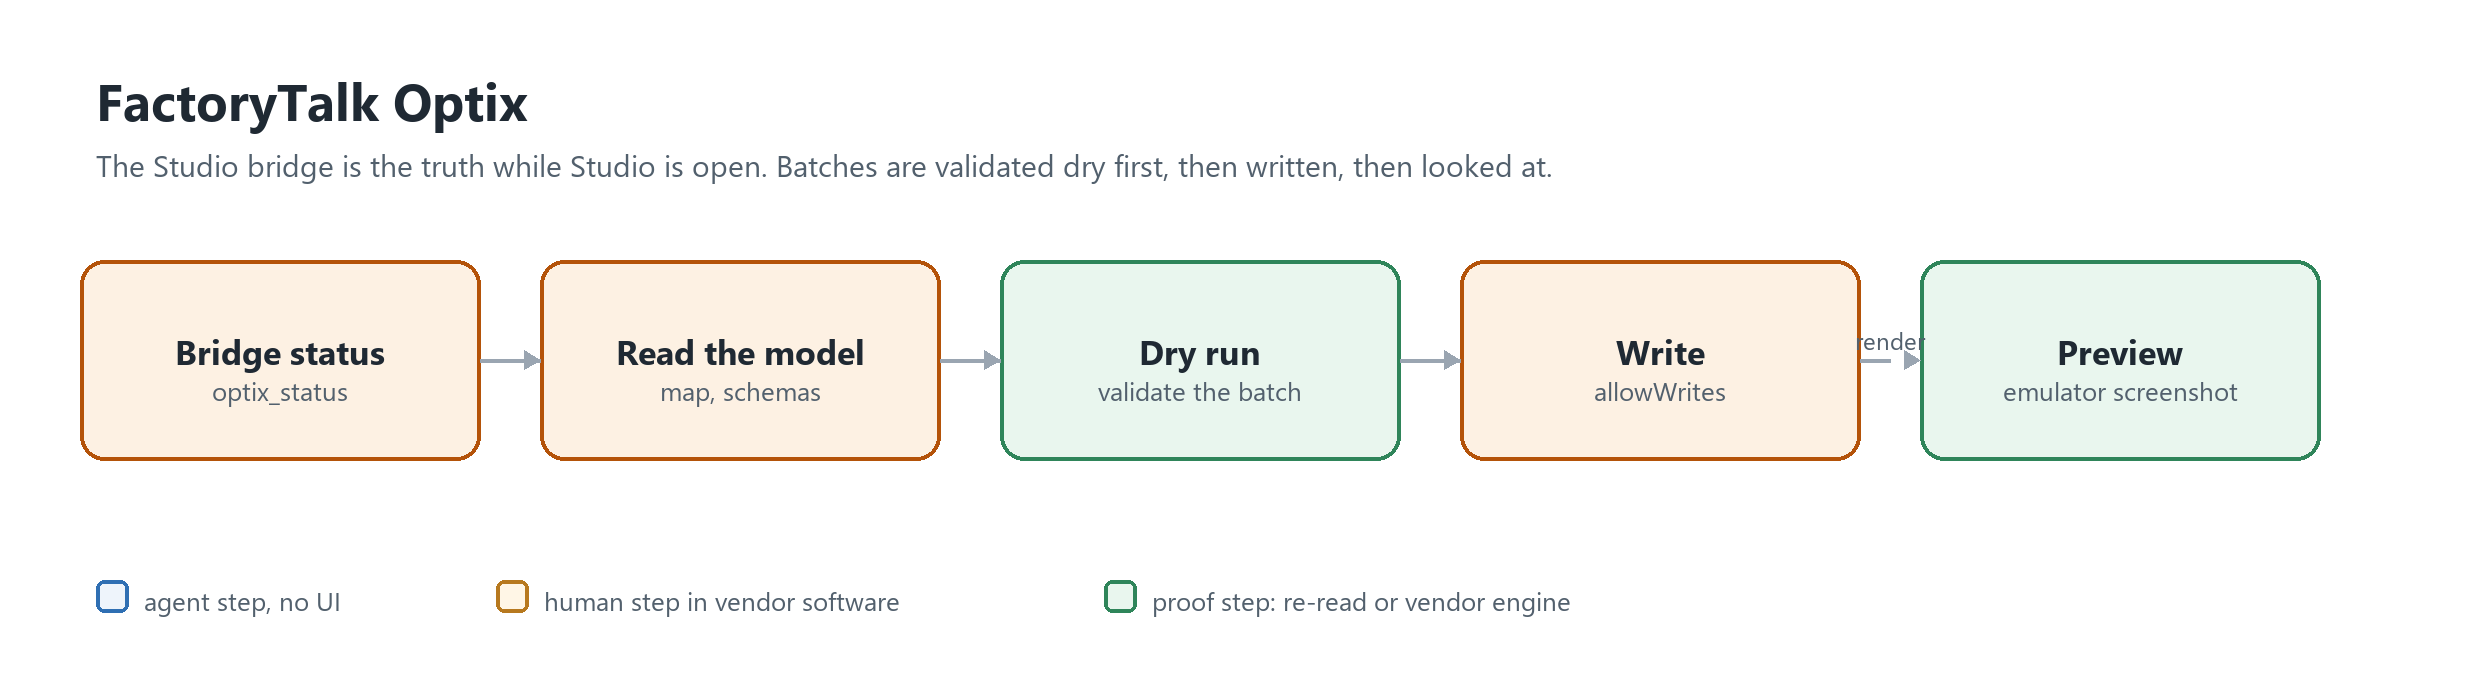 FactoryTalk Optix
The Studio bridge is the truth while Studio is open. Batches are validated dry first, then written, then looked at.
Bridge status
optix_status
Read the model
map, schemas
Dry run
validate the batch
Write
allowWrites
render
Preview
emulator screenshot
agent step, no UI
human step in vendor software
proof step: re-read or vendor engine